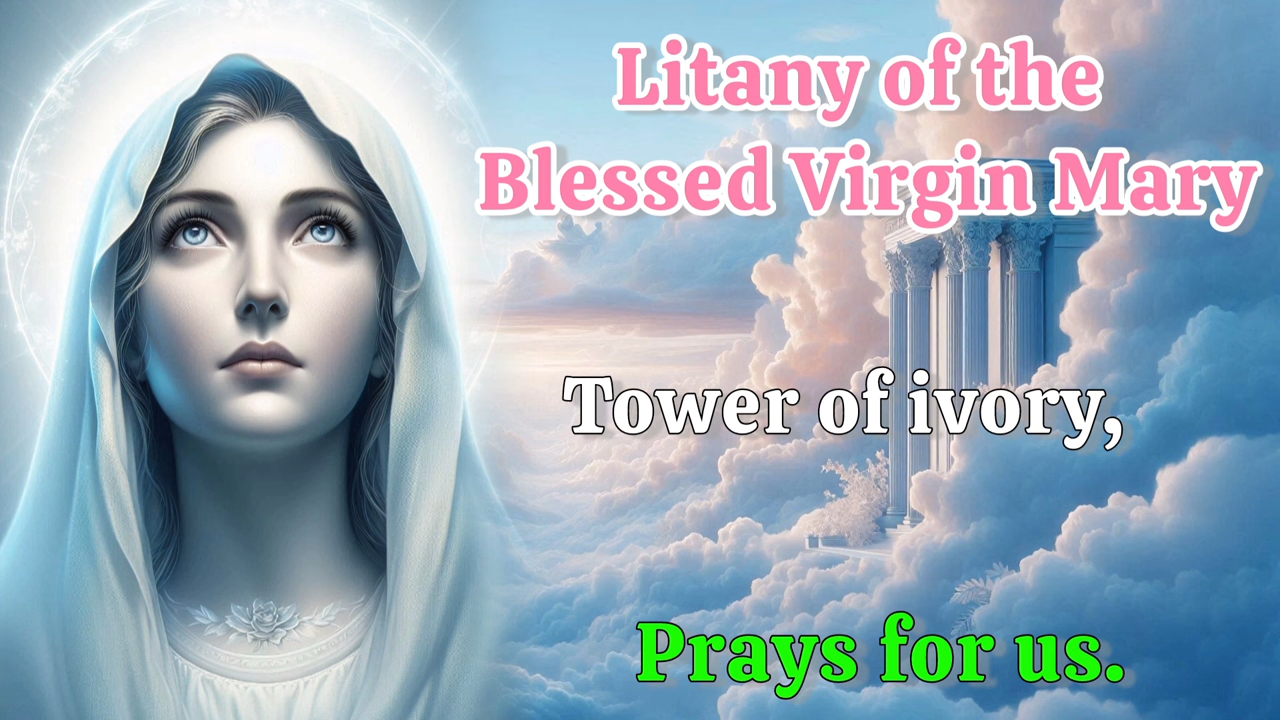 Litany of the
Blessed Virgin Mary
Tower of ivory,
Prays for us.